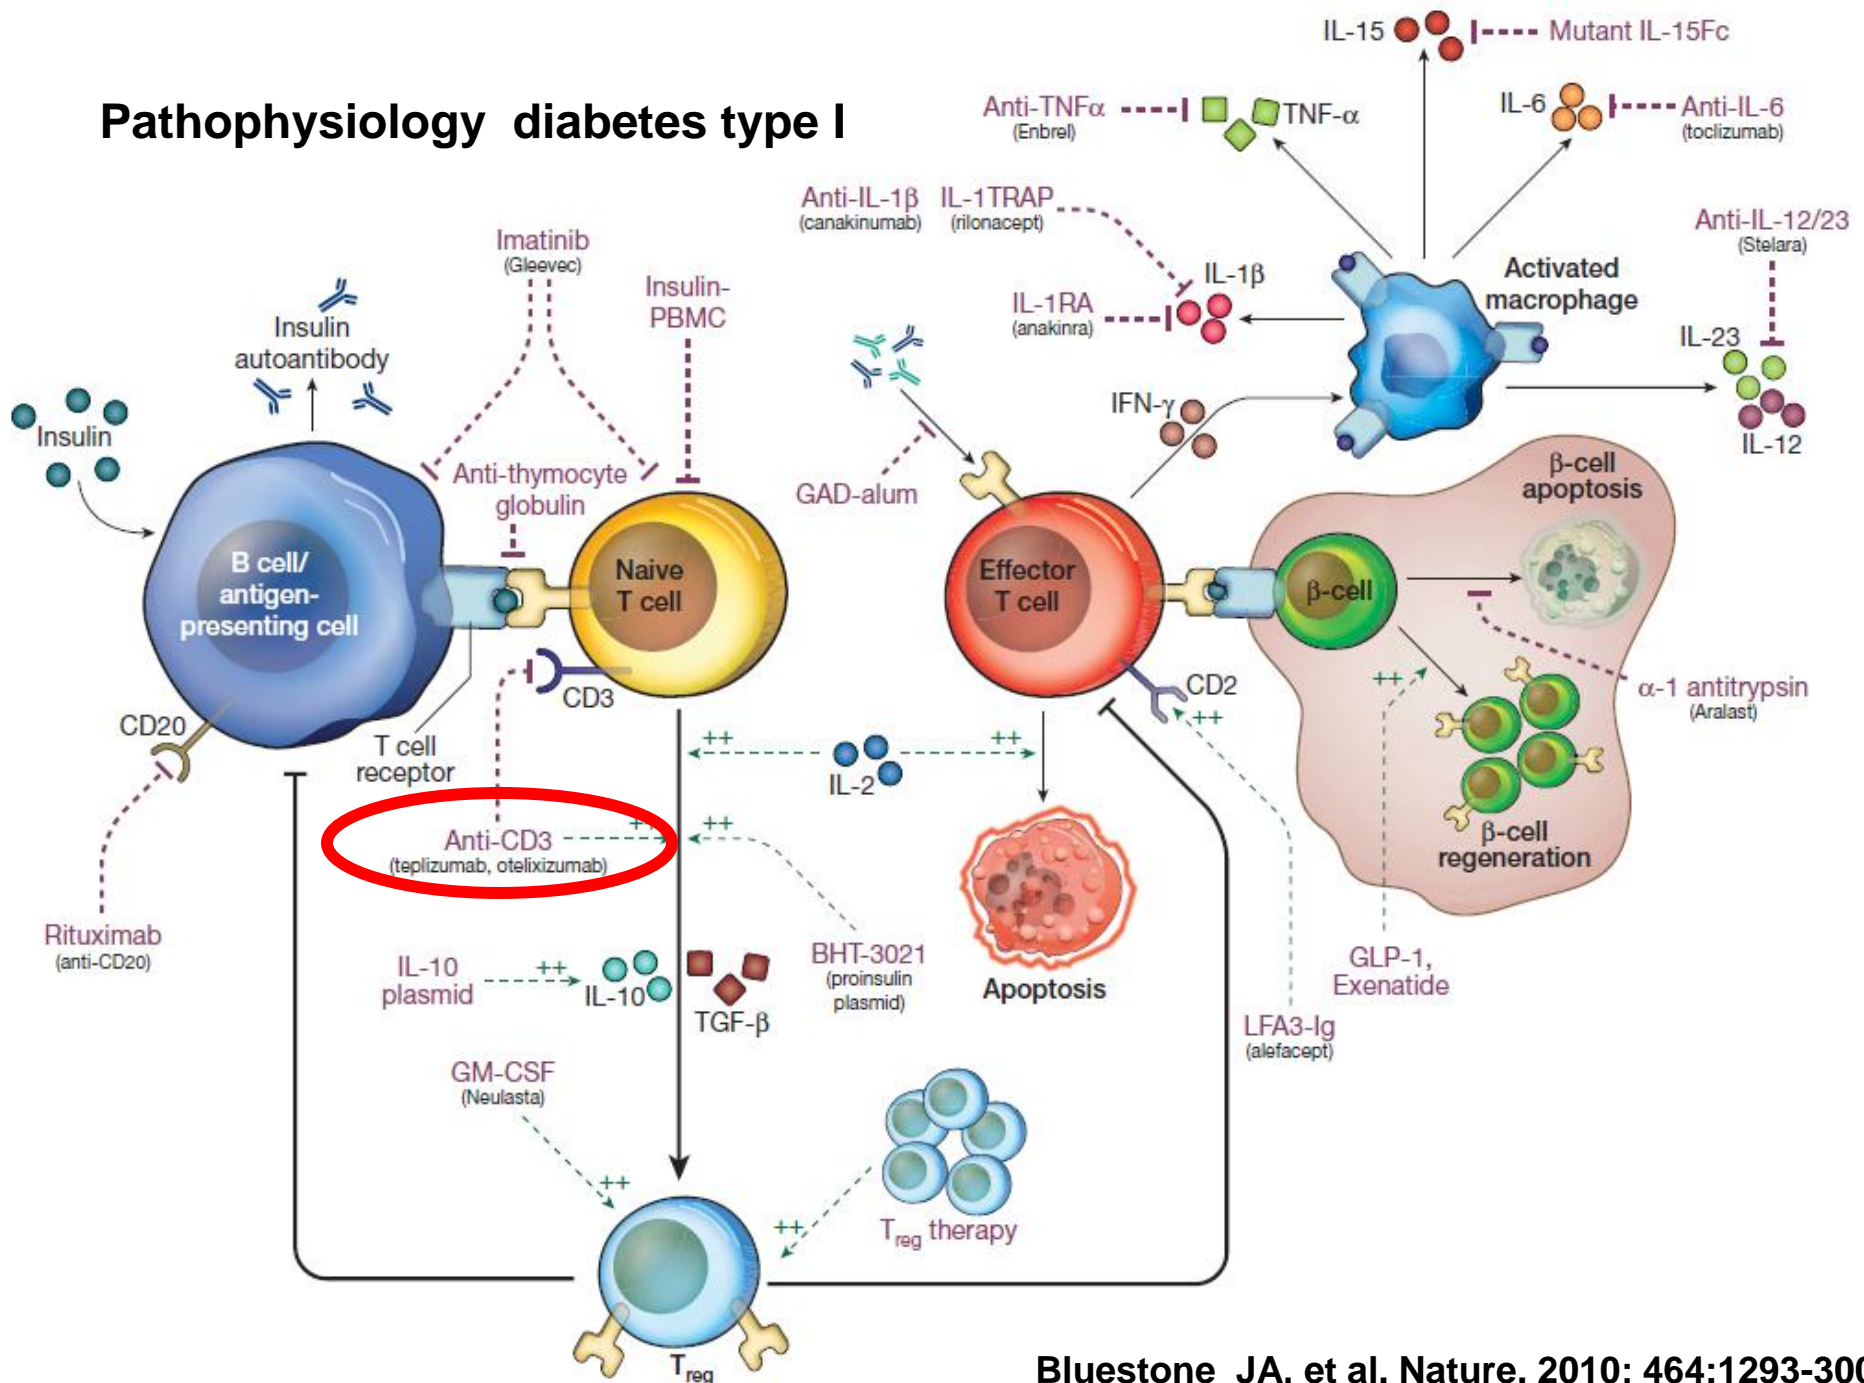 Pathophysiology diabetes type I
IL-15
Mutant IL-15Fc
Anti-TNFα
(Enbrel)
TNF-α
IL-6
Anti-IL-6
(toclizumab)
Anti-IL-1β
(canakinumab)
IL-1TRAP
(rilonacept)
Anti-IL-12/23
(Stelara)
Imatinib
(Gleevec)
Insulin-
PBMC
IL-1β
IL-1RA
(anakinra)
Activated
macrophage
IL-23
IL-12
Insulin
autoantibody
Insulin
IFN-γ
Anti-thymocyte
globulin
GAD-alum
β-cell
apoptosis
B cell/
antigen-
presenting cell
Naive
T cell
Effector
T cell
β-cell
CD3
CD2
++
++
α-1 antitrypsin
(Aralast)
CD20
T cell
receptor
++
++
IL-2
Anti-CD3
(teplizumab, otelixizumab)
++
++
β-cell
regeneration
Rituximab
(anti-CD20)
IL-10
plasmid
++
IL-10
TGF-β
BHT-3021
(proinsulin
plasmid)
Apoptosis
GLP-1,
Exenatide
LFA3-Ig
(alefacept)
GM-CSF
(Neulasta)
++
++
Treg therapy
Treg
Bluestone JA, et al. Nature. 2010; 464:1293-300